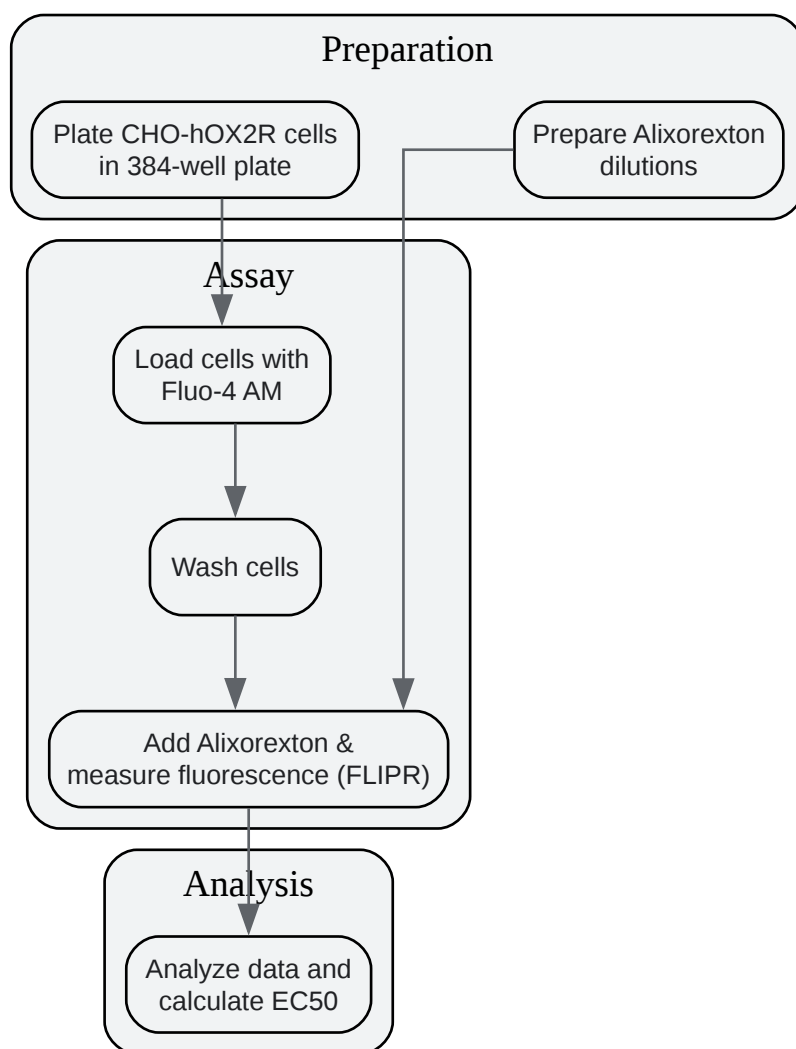 Preparation
Plate CHO-hOX2R cells
in 384-well plate
Prepare Alixorexton
dilutions
Assay
Load cells with
Fluo-4 AM
Wash cells
Add Alixorexton &
measure fluorescence (FLIPR)
Analysis
Analyze data and
calculate EC50